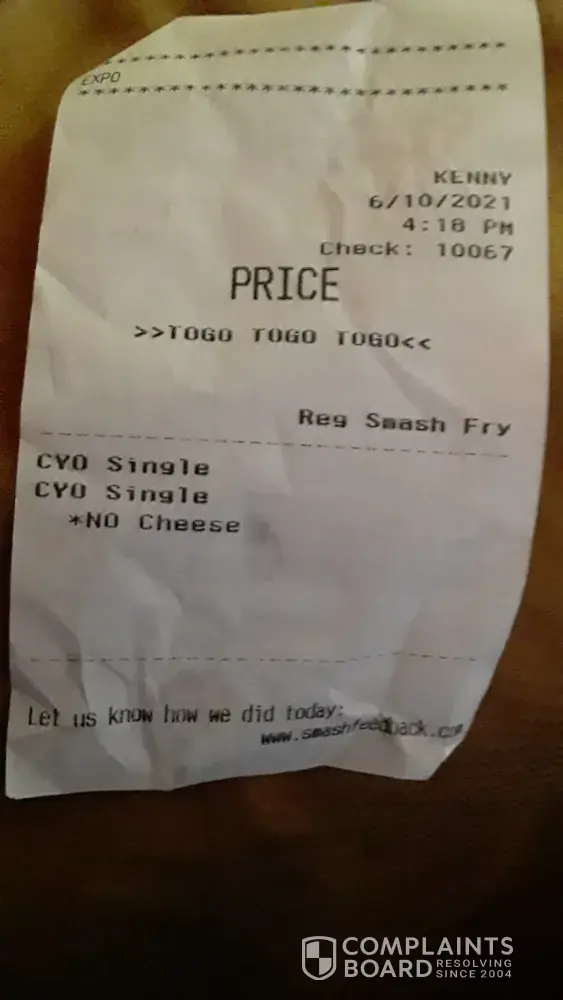 ************************************
EXPO
************************************
KENNY
6/10/2021
4:18 PM
Check: 10067
PRICE
>>TOGO TOGO TOGO<<
Reg Smash Fry
CYO Single
CYO Single
*NO Cheese
Let us know how we did today:
www.smashfeedback.com
COMPLAINTS
BOARD RESOLVING
SINCE 2004